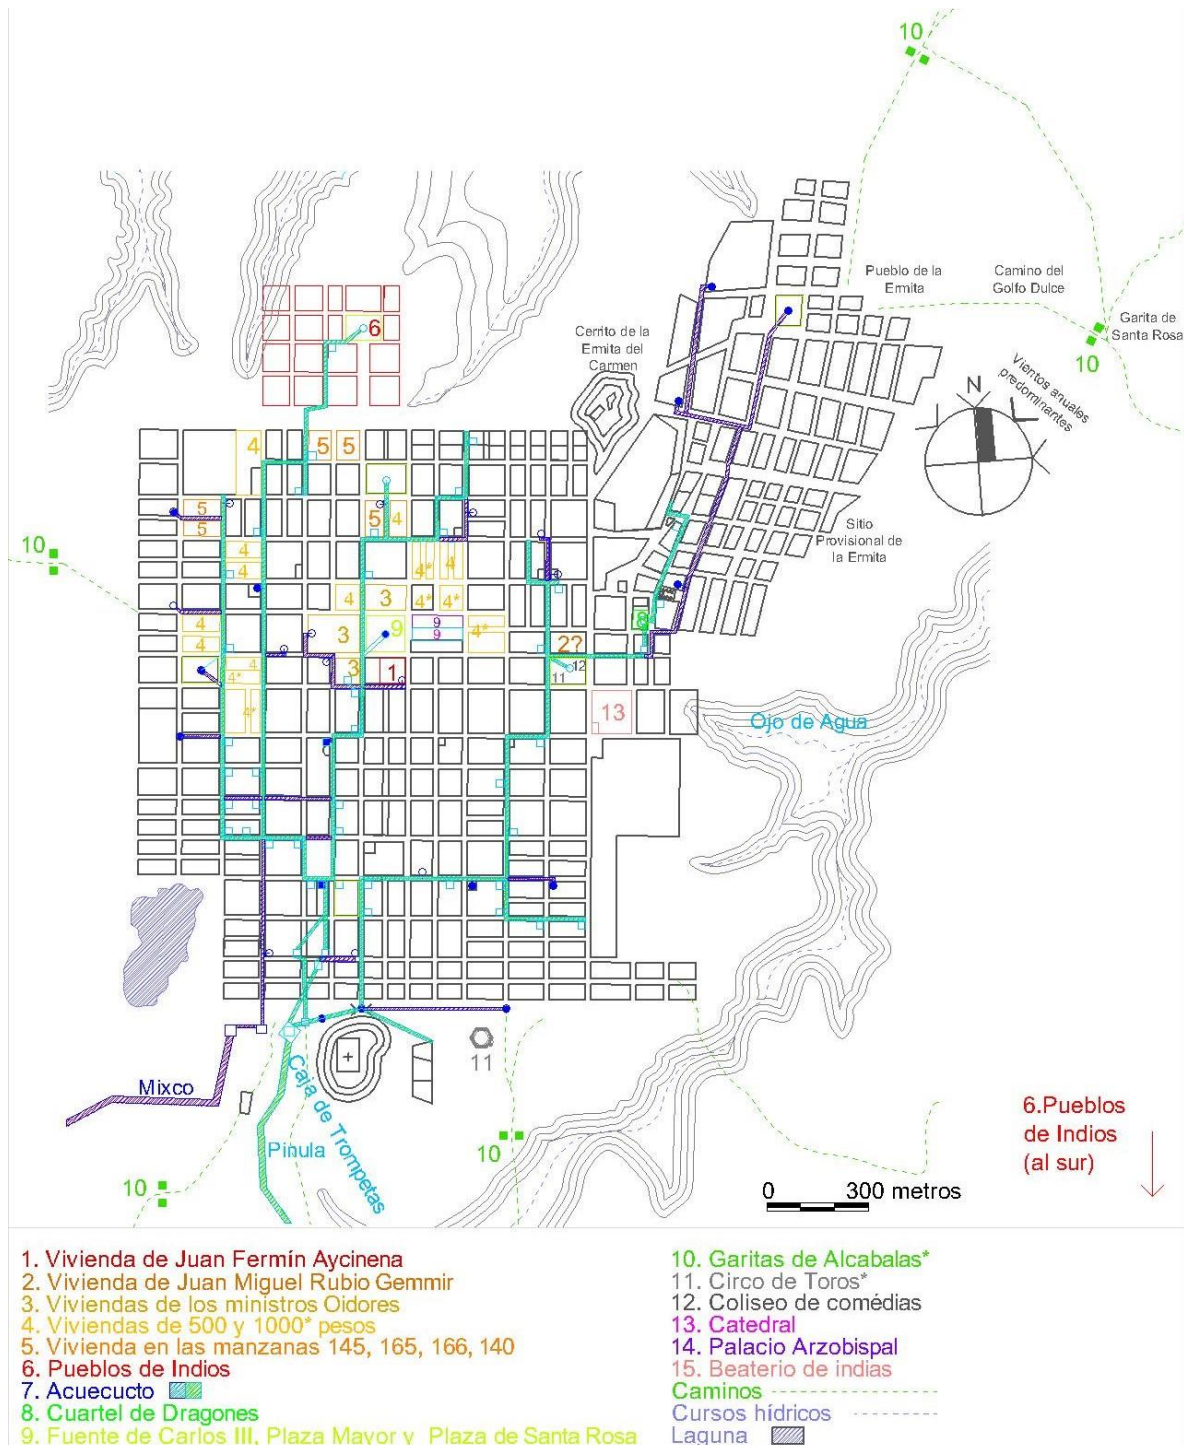 10
10
Pueblo de la
Ermita
Camino del
Golfo Dulce
Garita de
Santa Rosa
10
6
Cerrito de la
Ermita del
Carmen
Vientos anuales
predominantes
N
4
5
5
5
5
5
4
Sitio
Provisional de
la Ermita
10
4
4
4*
4
4
3
4*
4*
8
4
4
3
9
9
9
4*
2?
4
4*
3
1
12
11
4*
13
Ojo de Agua
Mixco
Caja de Trompetas
Pinula
11
10
10
6.Pueblos
de Indios
(al sur)
0 300 metros
1. Vivienda de Juan Fermín Aycinena
2. Vivienda de Juan Miguel Rubio Gemmir
3. Viviendas de los ministros Oidores
4. Viviendas de 500 y 1000* pesos
5. Vivienda en las manzanas 145, 165, 166, 140
6. Pueblos de Indios
7. Acuecucto
8. Cuartel de Dragones
9. Fuente de Carlos III, Plaza Mayor y Plaza de Santa Rosa
10. Garitas de Alcabalas*
11. Circo de Toros*
12. Coliseo de comédias
13. Catedral
14. Palacio Arzobispal
15. Beaterio de indias
Caminos
Cursos hídricos
Laguna